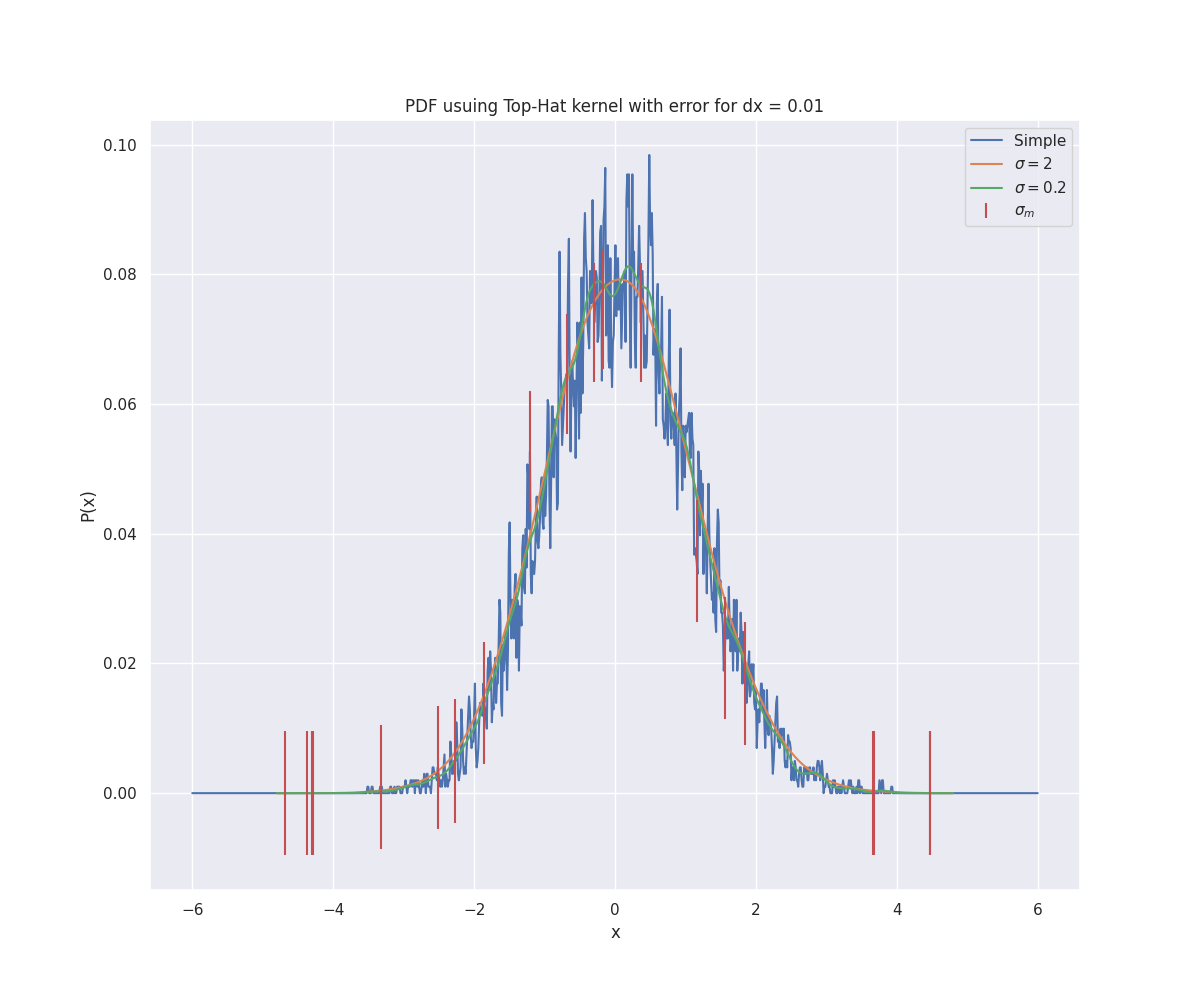 PDF usuing Top-Hat kernel with error for dx = 0.01
Simple
σ = 2
σ = 0.2
σm
P(x)
0.10
0.08
0.06
0.04
0.02
0.00
−6
−4
−2
0
2
4
6
x